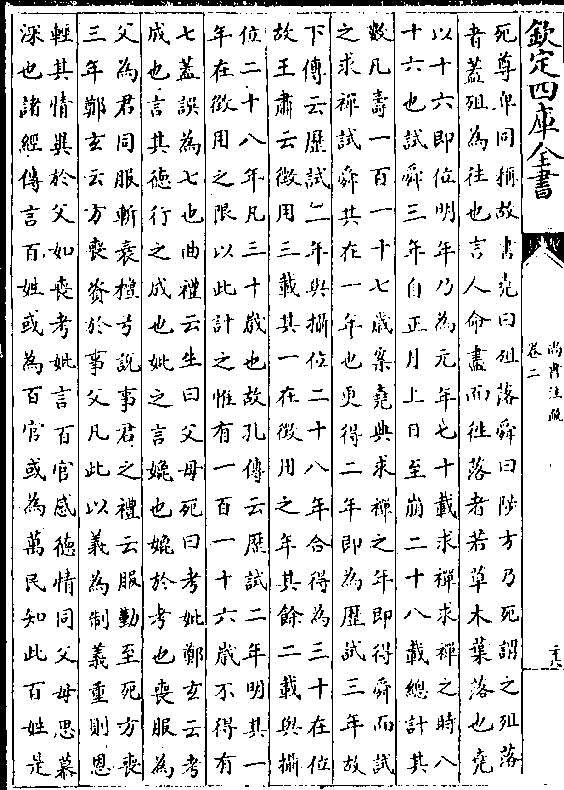 欽定四庫全書
尚書注疏
卷二
死尊卑同稱故書堯曰殂落舜曰陟方乃死謂之殂落
者蓋殂為往也言人命盡而往落者若草木葉落也堯
以十六即位明年乃為元年七十載求禪求禪之時八
十六也試舜三年自正月上日至崩二十八載總計其
數凡壽一百一十七歲案堯典求禪之年即得舜而試
之求禪試舜共在一年也更得二年即為歷試三年故
下傳云歷試二年與攝位二十八年合得為三十在位
故王肅云徵用三載其一在徵用之年其餘二載與攝
位二十八年凡三十歲也故孔傳云歷試二年明其一
年在徵用之限以此計之惟有一百一十六歲不得有
七蓋誤為七也曲禮云生曰父母死曰考妣鄭玄云考
成也言其德行之成也妣之言媲也媲於考也喪服為
父為君同服斬衰檀弓說事君之禮云服勤至死方喪
三年鄭玄云方喪資於事父凡此以義為制義重則恩
輕其情異於父如喪考妣言百官感德情同父母思慕
深也諸經傳言百姓或為百官或為萬民知此百姓是